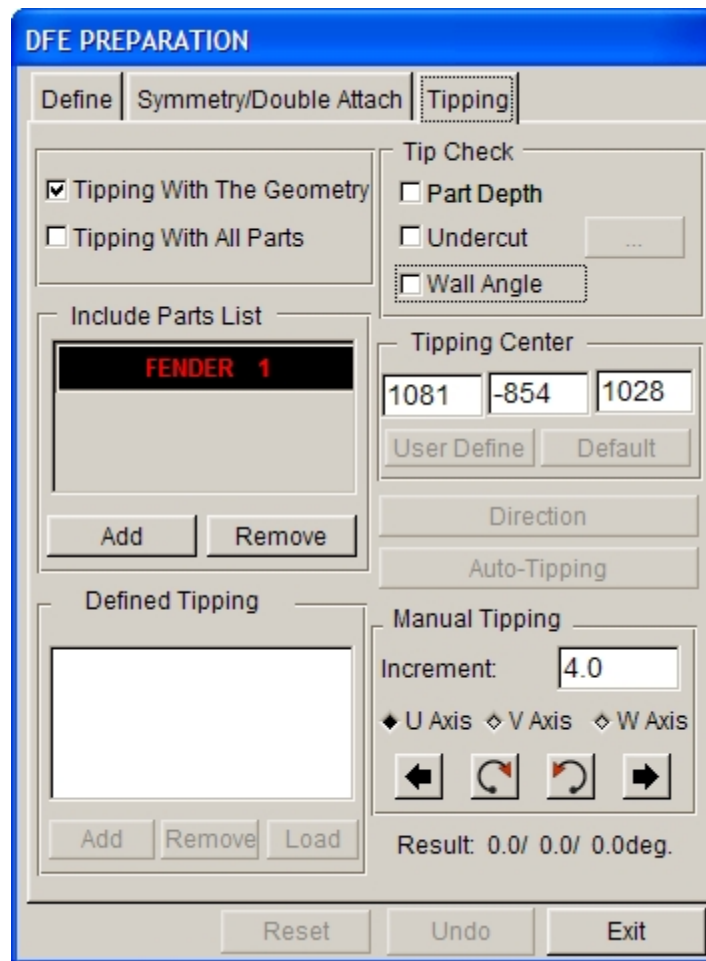 DFE PREPARATION
Define Symmetry/Double Attach Tipping
Tipping With The Geometry
Tipping With All Parts
Tip Check
Part Depth
Undercut ...
Wall Angle
Include Parts List
FENDER 1
Add Remove
Tipping Center
1081 -854 1028
User Define Default
Direction
Auto-Tipping
Defined Tipping
Add Remove Load
Manual Tipping
Increment: 4.0
U Axis V Axis W Axis
Result: 0.0/ 0.0/ 0.0deg.
Reset Undo Exit